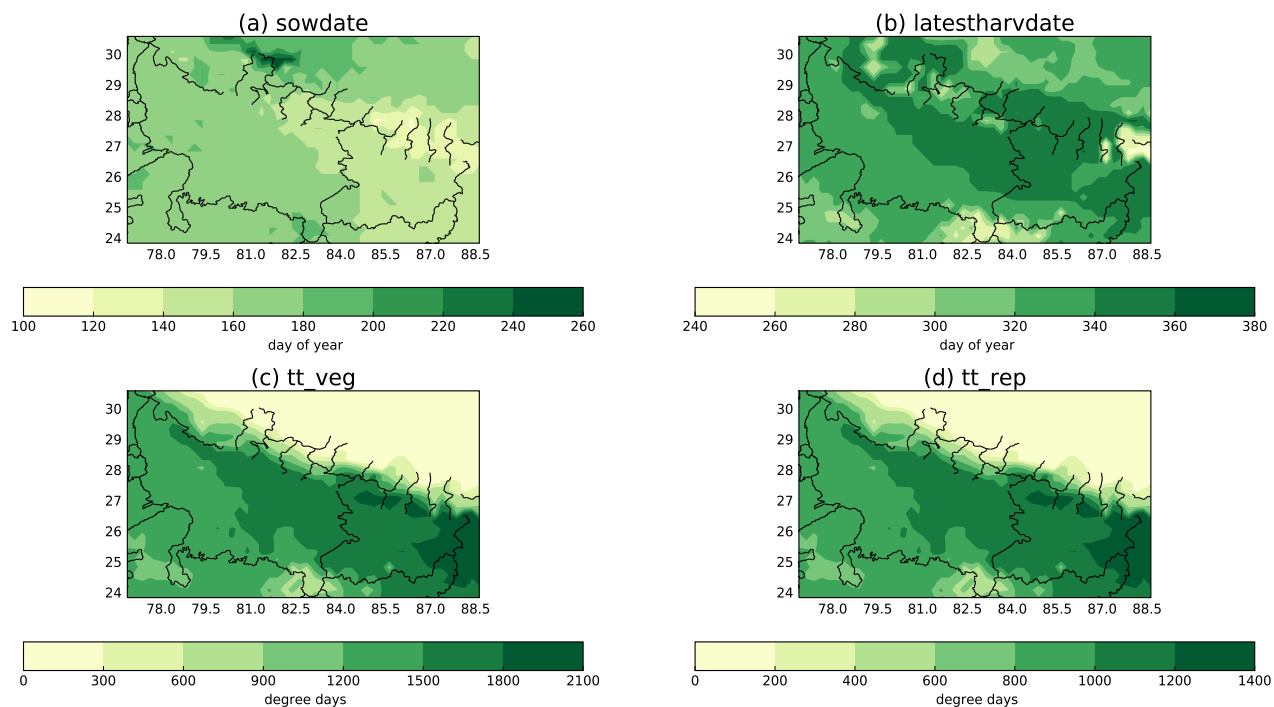 (a) sowdate
(b) latestharvdate
30
29
28
27
26
25
24
78.0 79.5 81.0 82.5 84.0 85.5 87.0 88.5
30
29
28
27
26
25
24
78.0 79.5 81.0 82.5 84.0 85.5 87.0 88.5
100 120 140 160 180 200 220 240 260
day of year
240 260 280 300 320 340 360 380
day of year
(c) tt_veg
(d) tt_rep
30
29
28
27
26
25
24
78.0 79.5 81.0 82.5 84.0 85.5 87.0 88.5
30
29
28
27
26
25
24
78.0 79.5 81.0 82.5 84.0 85.5 87.0 88.5
0 300 600 900 1200 1500 1800 2100
degree days
0 200 400 600 800 1000 1200 1400
degree days